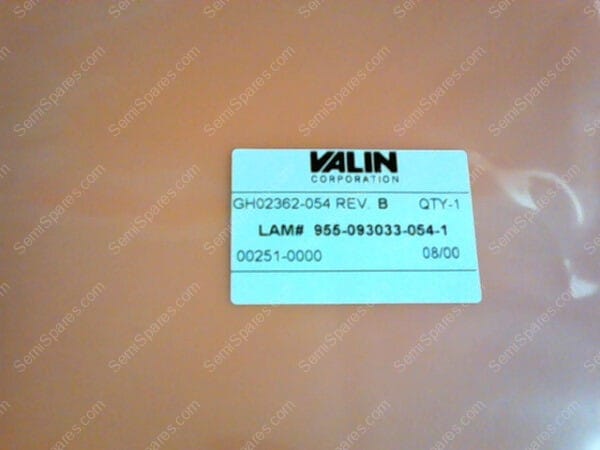 VALIN
CORPORATION
GH02362-054 REV. B QTY-1
LAM# 955-093033-054-1
00251-0000 08/00
SemiSpares.com